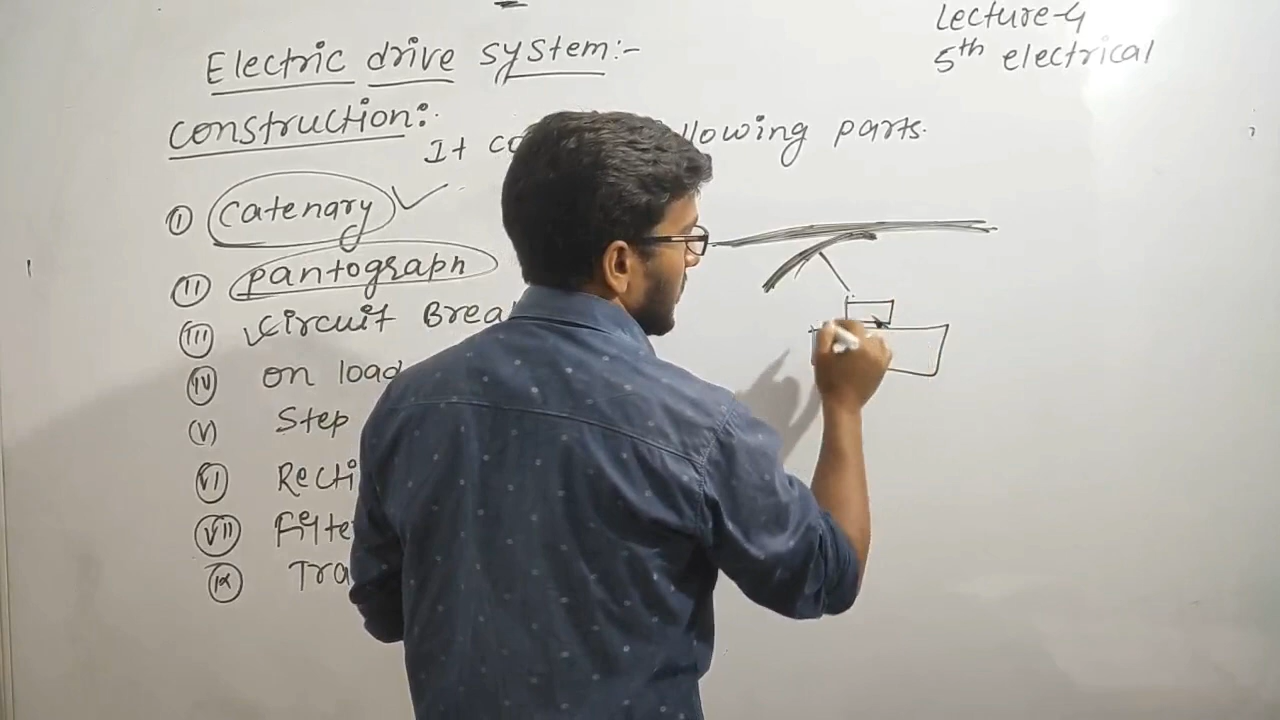 Lecture-4
5th electrical
Electric drive system:-
construction:-
It co llowing parts.
(I) Catenary
(II) pantograph
(III) Circuit Brea
(IV) on load
(V) Step
(VI) Recti
(VII) Filte
(IX) Tra